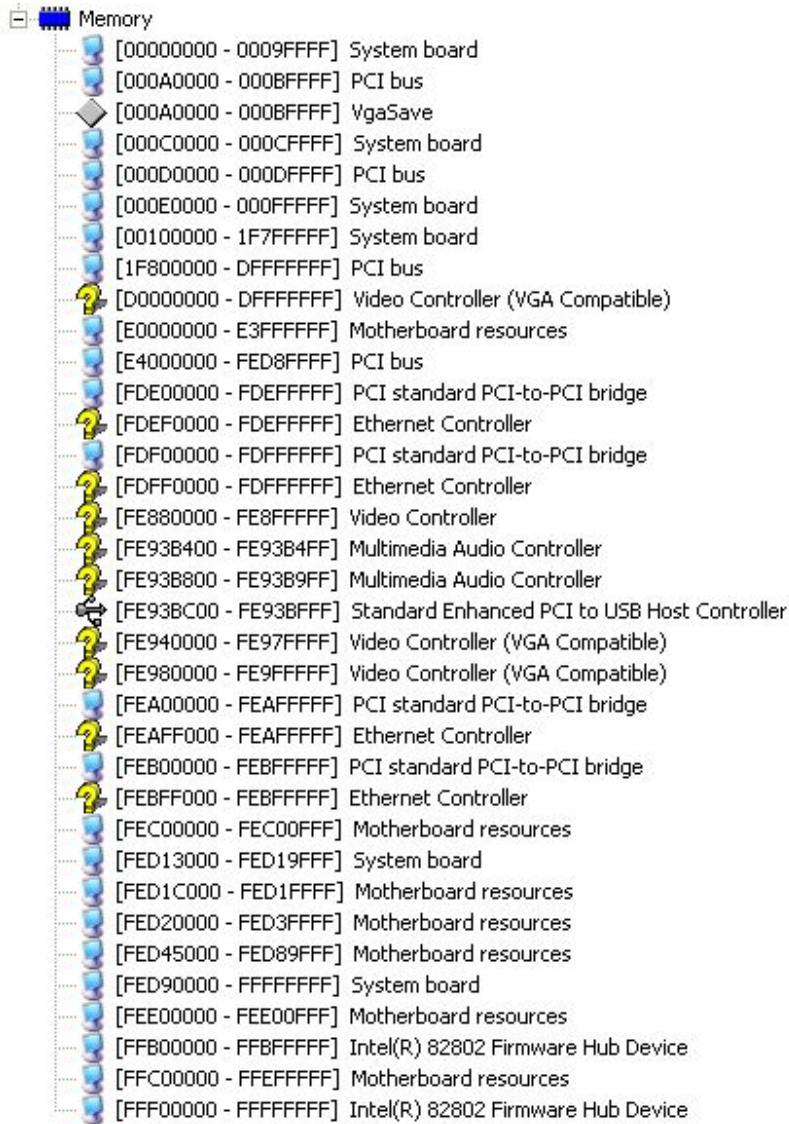 Memory
[00000000 - 0009FFFF] System board
[000A0000 - 000BFFFF] PCI bus
[000A0000 - 000BFFFF] VgaSave
[000C0000 - 000CFFFF] System board
[000D0000 - 000DFFFF] PCI bus
[000E0000 - 000FFFFF] System board
[00100000 - 1F7FFFFF] System board
[1F800000 - DFFFFFFF] PCI bus
[D0000000 - DFFFFFFF] Video Controller (VGA Compatible)
[E0000000 - E3FFFFFF] Motherboard resources
[E4000000 - FED8FFFF] PCI bus
[FDE00000 - FDEFFFFF] PCI standard PCI-to-PCI bridge
[FDEF0000 - FDEFFFFF] Ethernet Controller
[FDF00000 - FDFFFFFF] PCI standard PCI-to-PCI bridge
[FDFF0000 - FDFFFFFF] Ethernet Controller
[FE880000 - FE8FFFFF] Video Controller
[FE93B400 - FE93B4FF] Multimedia Audio Controller
[FE93B800 - FE93B9FF] Multimedia Audio Controller
[FE93BC00 - FE93BFFF] Standard Enhanced PCI to USB Host Controller
[FE940000 - FE97FFFF] Video Controller (VGA Compatible)
[FE980000 - FE9FFFFF] Video Controller (VGA Compatible)
[FEA00000 - FEAFFFFF] PCI standard PCI-to-PCI bridge
[FEAFF000 - FEAFFFFF] Ethernet Controller
[FEB00000 - FEBFFFFF] PCI standard PCI-to-PCI bridge
[FEBFF000 - FEBFFFFF] Ethernet Controller
[FEC00000 - FEC00FFF] Motherboard resources
[FED13000 - FED19FFF] System board
[FED1C000 - FED1FFFF] Motherboard resources
[FED20000 - FED3FFFF] Motherboard resources
[FED45000 - FED89FFF] Motherboard resources
[FED90000 - FFFFFFFF] System board
[FEE00000 - FEE00FFF] Motherboard resources
[FFB00000 - FFBFFFFF] Intel(R) 82802 Firmware Hub Device
[FFC00000 - FFEFFFFF] Motherboard resources
[FFF00000 - FFFFFFFF] Intel(R) 82802 Firmware Hub Device